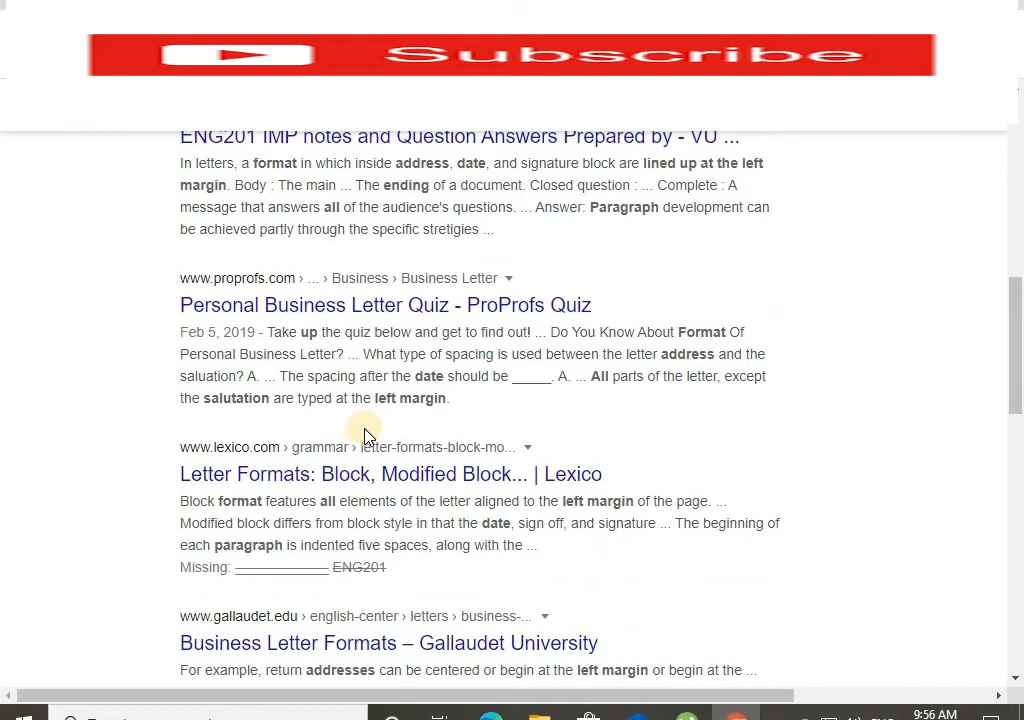 Subscribe
ENG201 IMP notes and Question Answers Prepared by - VU ...
In letters, a format in which inside address, date, and signature block are lined up at the left
margin. Body : The main ... The ending of a document. Closed question : ... Complete : A
message that answers all of the audience's questions. ... Answer: Paragraph development can
be achieved partly through the specific stretigies ...
www.proprofs.com › ... › Business › Business Letter
Personal Business Letter Quiz - ProProfs Quiz
Feb 5, 2019 - Take up the quiz below and get to find out! ... Do You Know About Format Of
Personal Business Letter? ... What type of spacing is used between the letter address and the
saluation? A. ... The spacing after the date should be _____. A. ... All parts of the letter, except
the salutation are typed at the left margin.
www.lexico.com › grammar › letter-formats-block-mo...
Letter Formats: Block, Modified Block... | Lexico
Block format features all elements of the letter aligned to the left margin of the page. ...
Modified block differs from block style in that the date, sign off, and signature ... The beginning of
each paragraph is indented five spaces, along with the ...
Missing: ____________ ENG201
www.gallaudet.edu › english-center › letters › business-...
Business Letter Formats – Gallaudet University
For example, return addresses can be centered or begin at the left margin or begin at the ...
9:56 AM